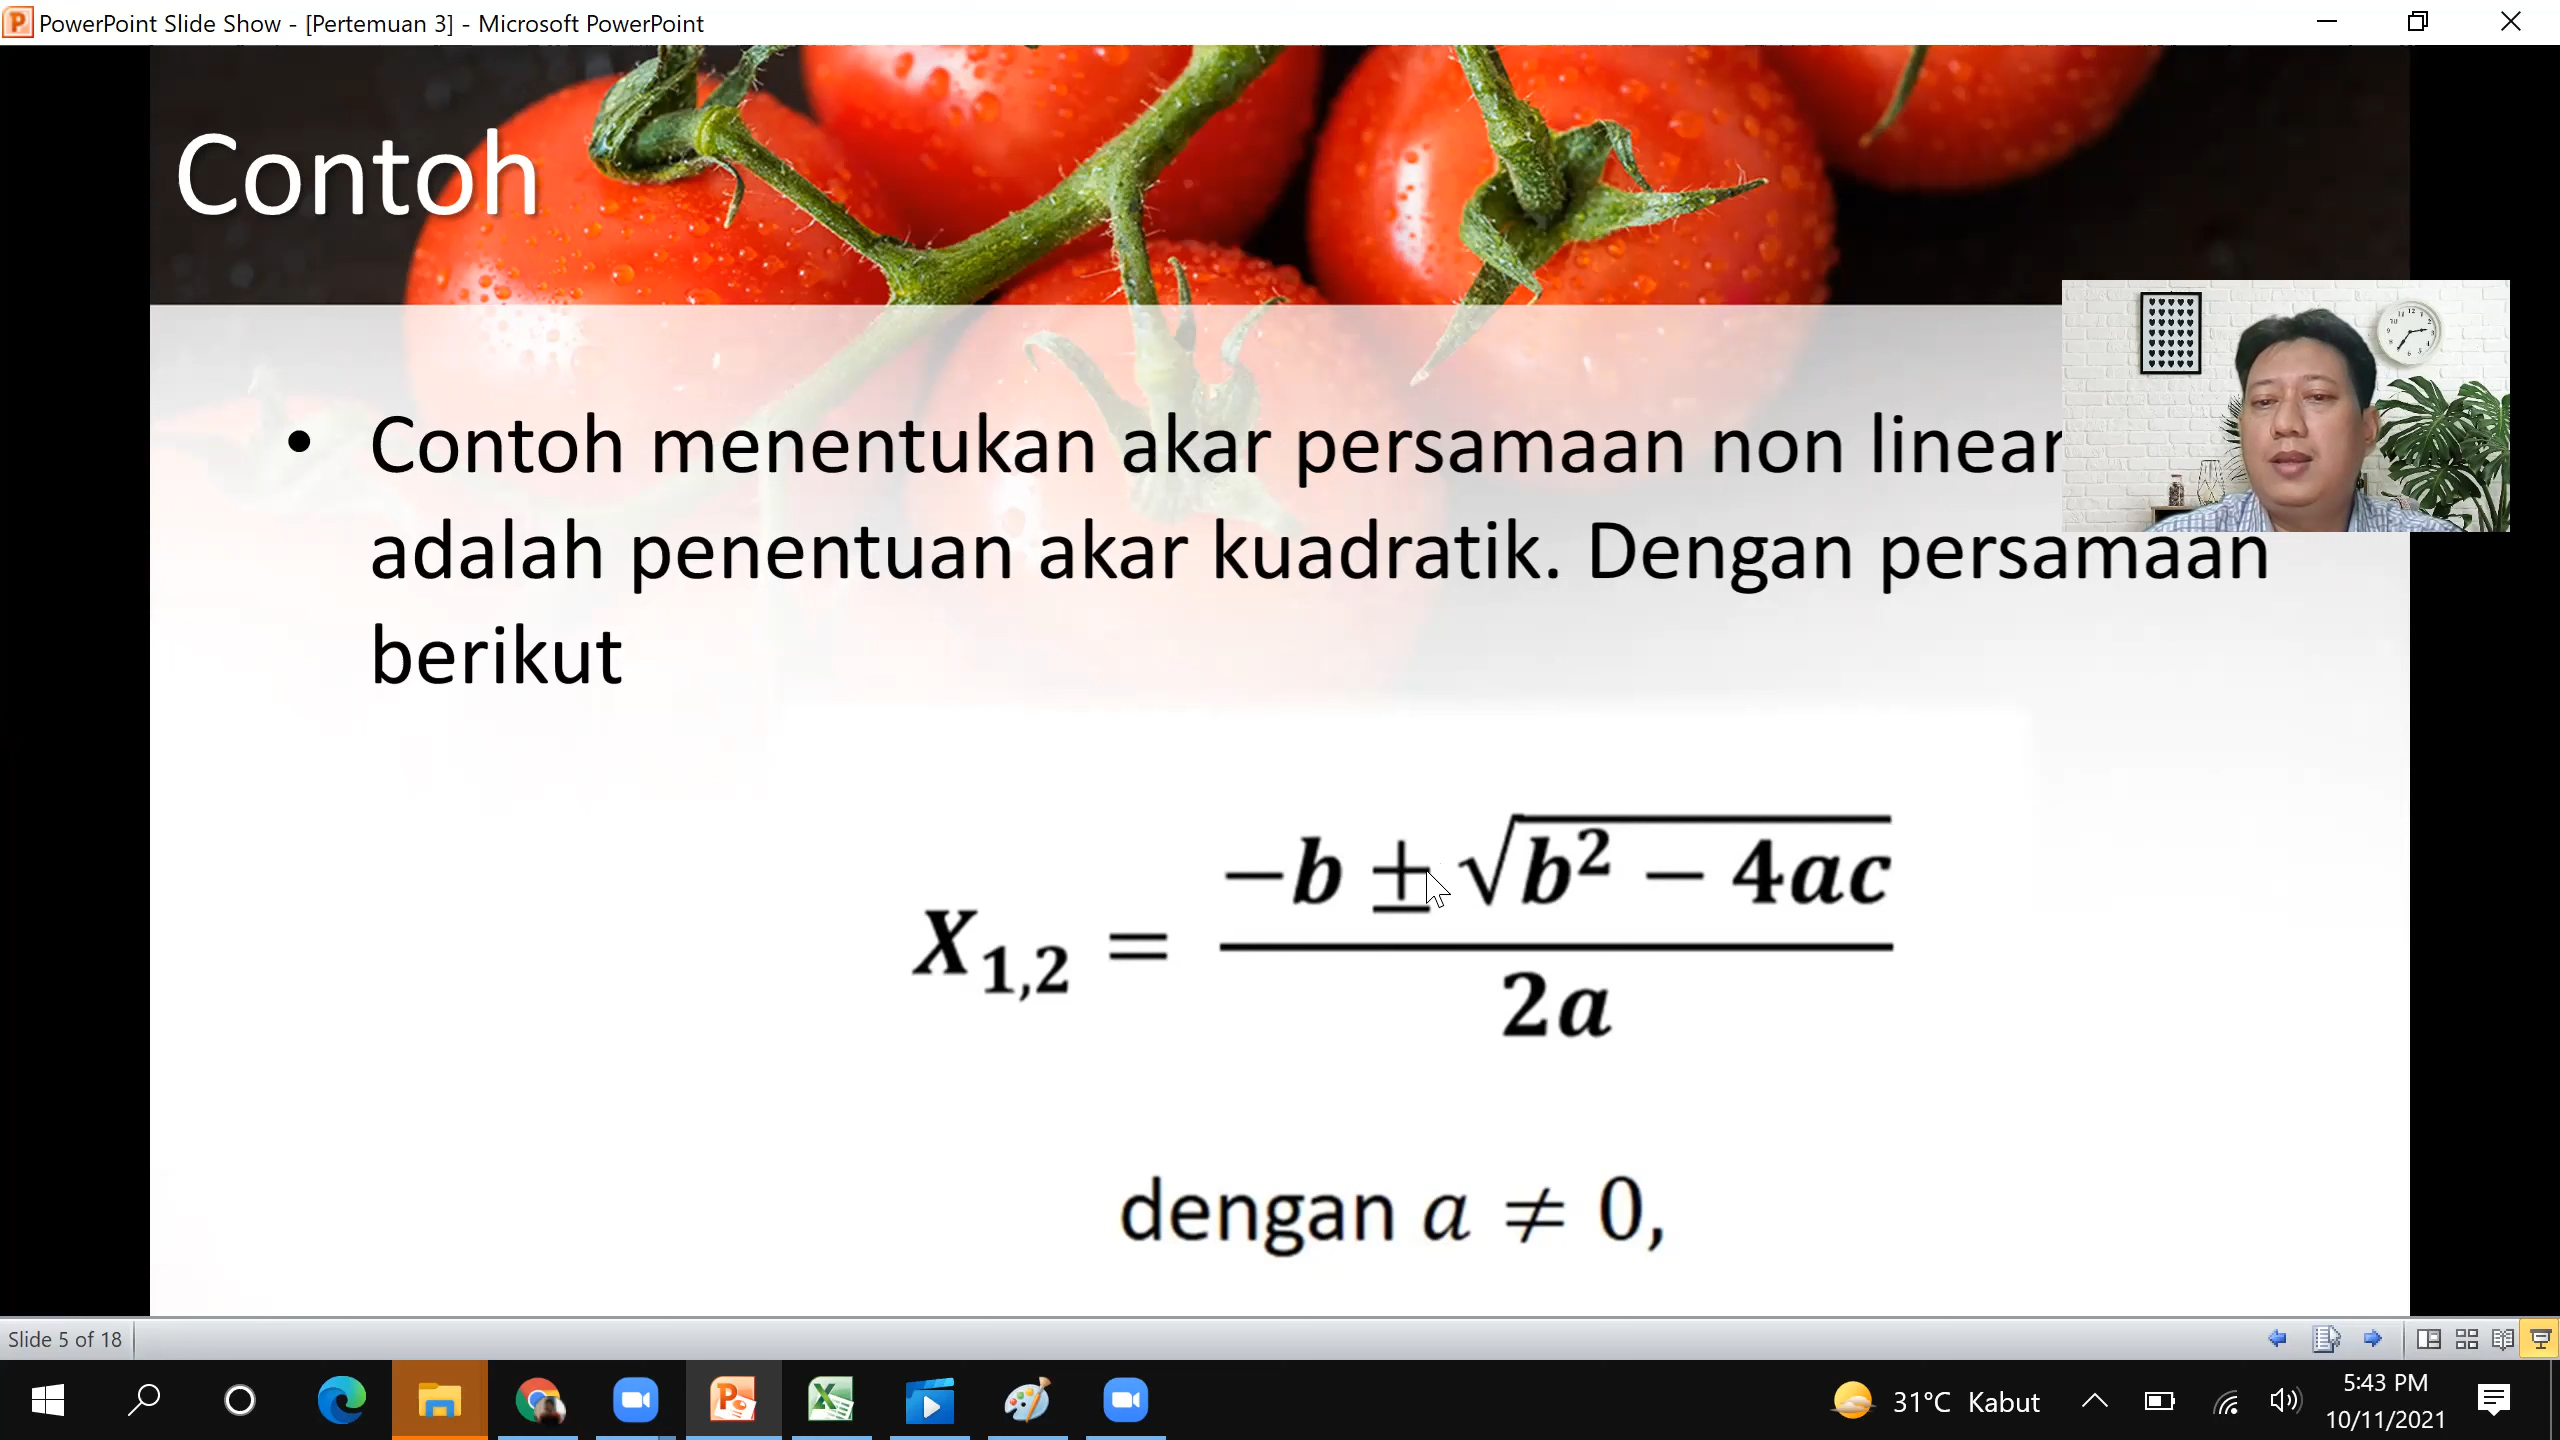 PowerPoint Slide Show - [Pertemuan 3] - Microsoft PowerPoint
Contoh
• Contoh menentukan akar persamaan non linear
adalah penentuan akar kuadratik. Dengan persamaan
berikut
X₁,₂ = (−b ± √(b² − 4ac)) / 2a
dengan a ≠ 0,
Slide 5 of 18
31°C Kabut
5:43 PM
10/11/2021